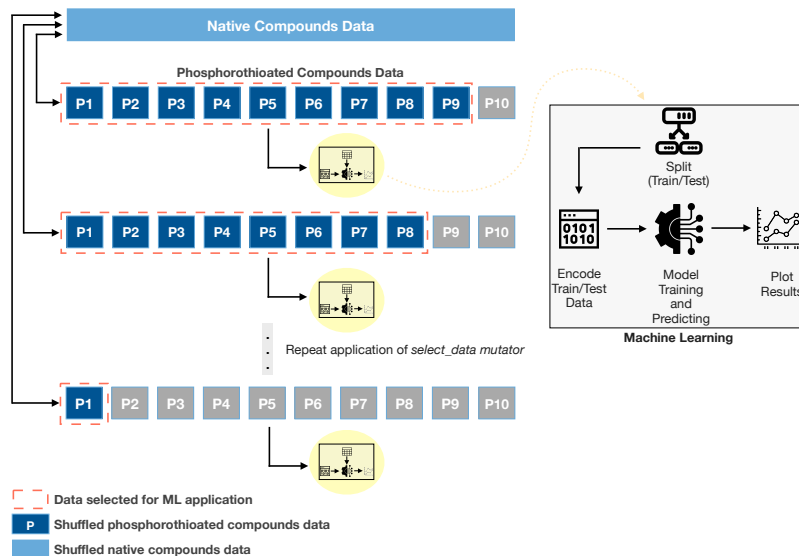 Native Compounds Data
Phosphorothioated Compounds Data
P1 P2 P3 P4 P5 P6 P7 P8 P9 P10
P1 P2 P3 P4 P5 P6 P7 P8 P9 P10
.
.
.
Repeat application of select_data mutator
P1 P2 P3 P4 P5 P6 P7 P8 P9 P10
Split
(Train/Test)
0101
1010
Encode
Train/Test
Data
Model
Training
and
Predicting
Plot
Results
Machine Learning
Data selected for ML application
P Shuffled phosphorothioated compounds data
Shuffled native compounds data